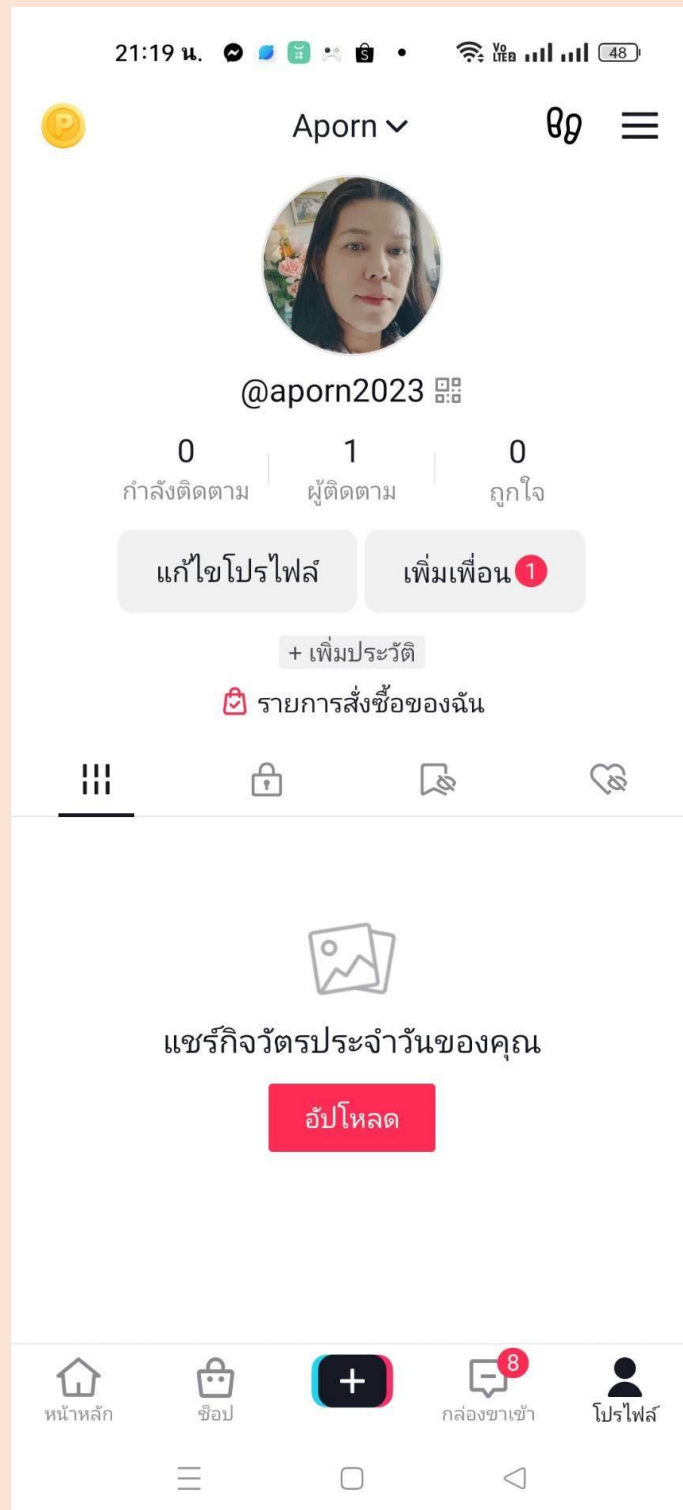 21:19 น.
48
Aporn
@aporn2023
0 1 0
กำลังติดตาม ผู้ติดตาม ถูกใจ
แก้ไขโปรไฟล์ เพิ่มเพื่อน 1
+ เพิ่มประวัติ
รายการสั่งซื้อของฉัน
แชร์กิจวัตรประจำวันของคุณ
อัปโหลด
8
หน้าหลัก ช็อป กล่องขาเข้า โปรไฟล์